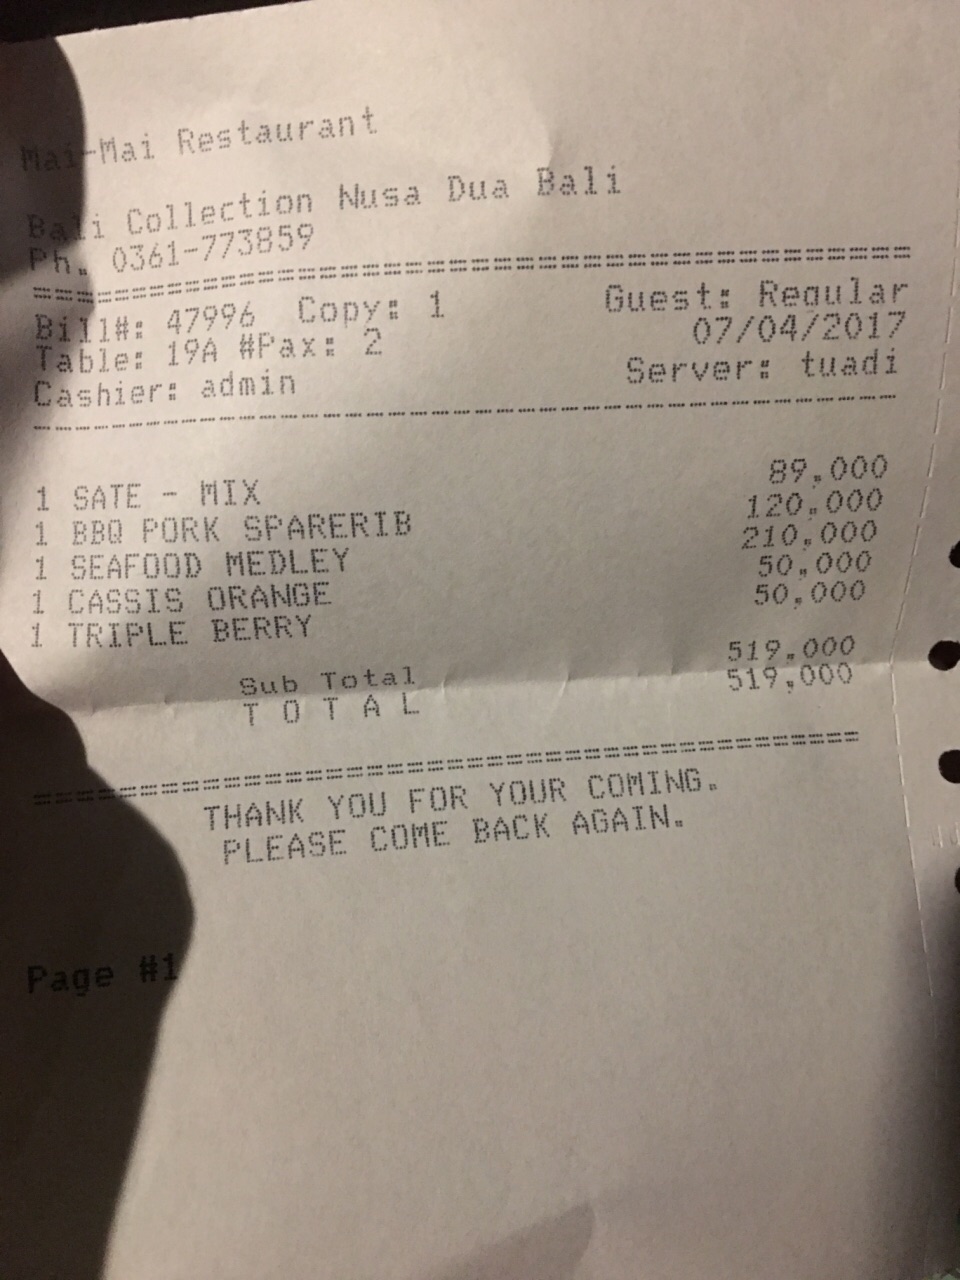 Mai-Mai Restaurant
Bali Collection Nusa Dua Bali
Ph. 0361-773859
Bill#: 47996 Copy: 1 Guest: Regular
07/04/2017
Table: 19A #Pax: 2
Cashier: admin Server: tuadi
1 SATE - MIX 89,000
1 BBQ PORK SPARERIB 120,000
1 SEAFOOD MEDLEY 210,000
1 CASSIS ORANGE 50,000
1 TRIPLE BERRY 50,000
Sub Total 519,000
T O T A L 519,000
THANK YOU FOR YOUR COMING.
PLEASE COME BACK AGAIN.
Page #1